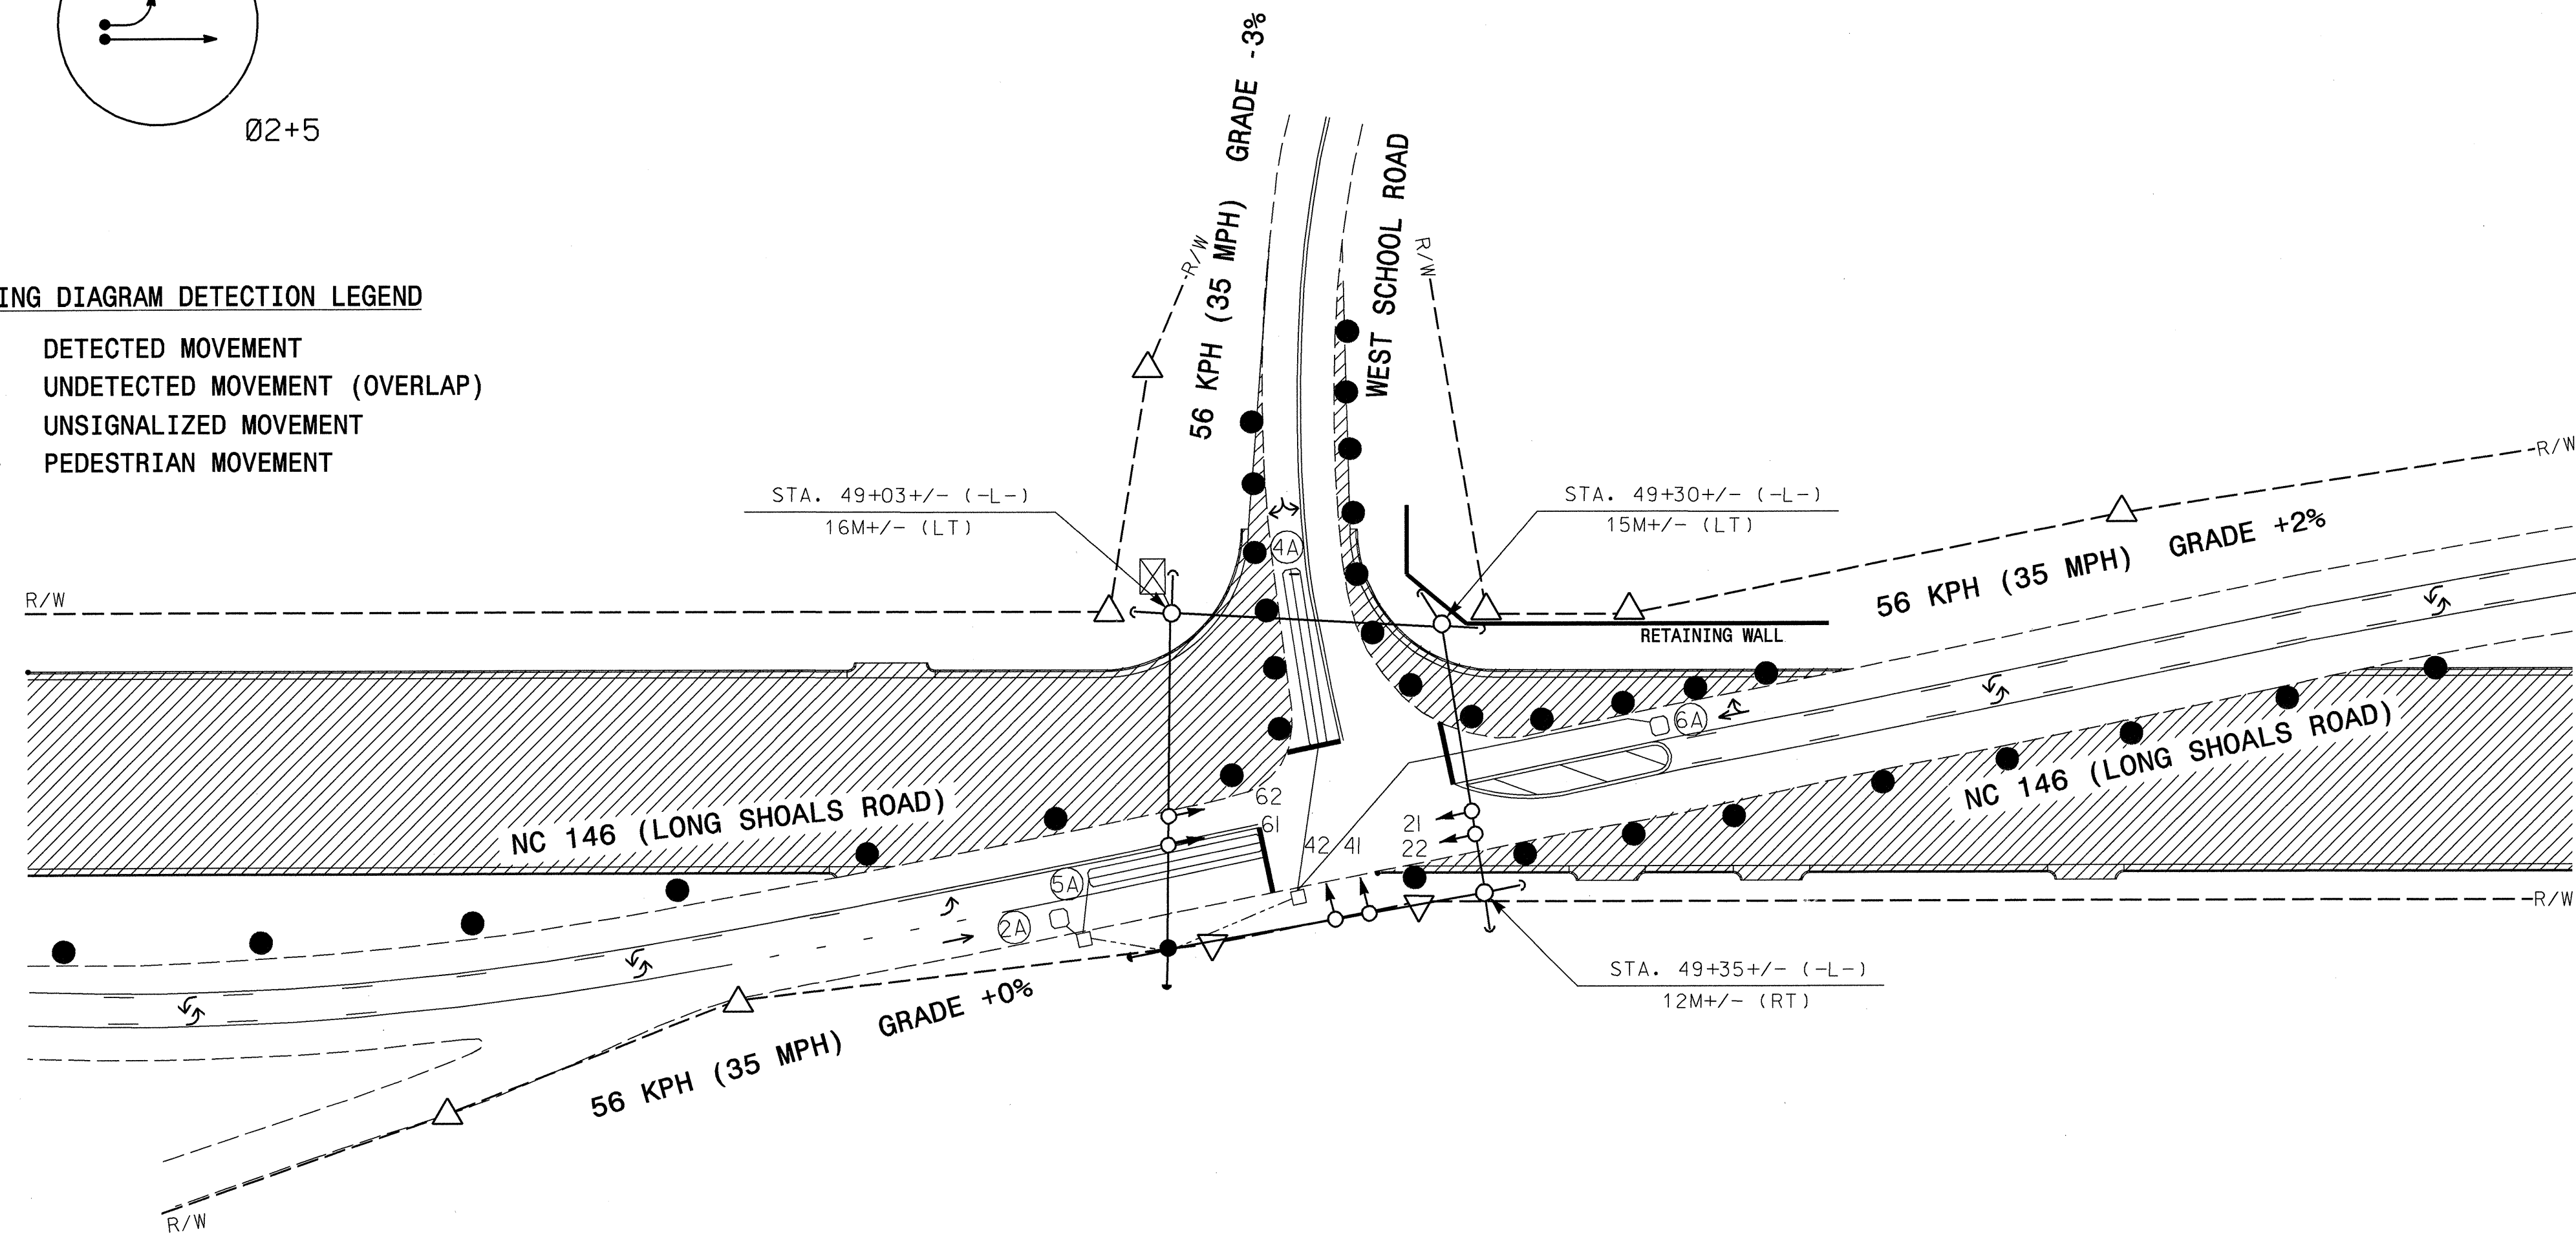 Ø2+5
ING DIAGRAM DETECTION LEGEND
DETECTED MOVEMENT
UNDETECTED MOVEMENT (OVERLAP)
UNSIGNALIZED MOVEMENT
PEDESTRIAN MOVEMENT
56 KPH (35 MPH) GRADE -3%
WEST SCHOOL ROAD
R/W
R/W
STA. 49+03+/- (-L-)
16M+/- (LT)
STA. 49+30+/- (-L-)
15M+/- (LT)
4A
R/W
R/W
56 KPH (35 MPH) GRADE +2%
RETAINING WALL
6A
NC 146 (LONG SHOALS ROAD)
NC 146 (LONG SHOALS ROAD)
62
61
21
22
42 41
5A
2A
R/W
STA. 49+35+/- (-L-)
12M+/- (RT)
56 KPH (35 MPH) GRADE +0%
R/W